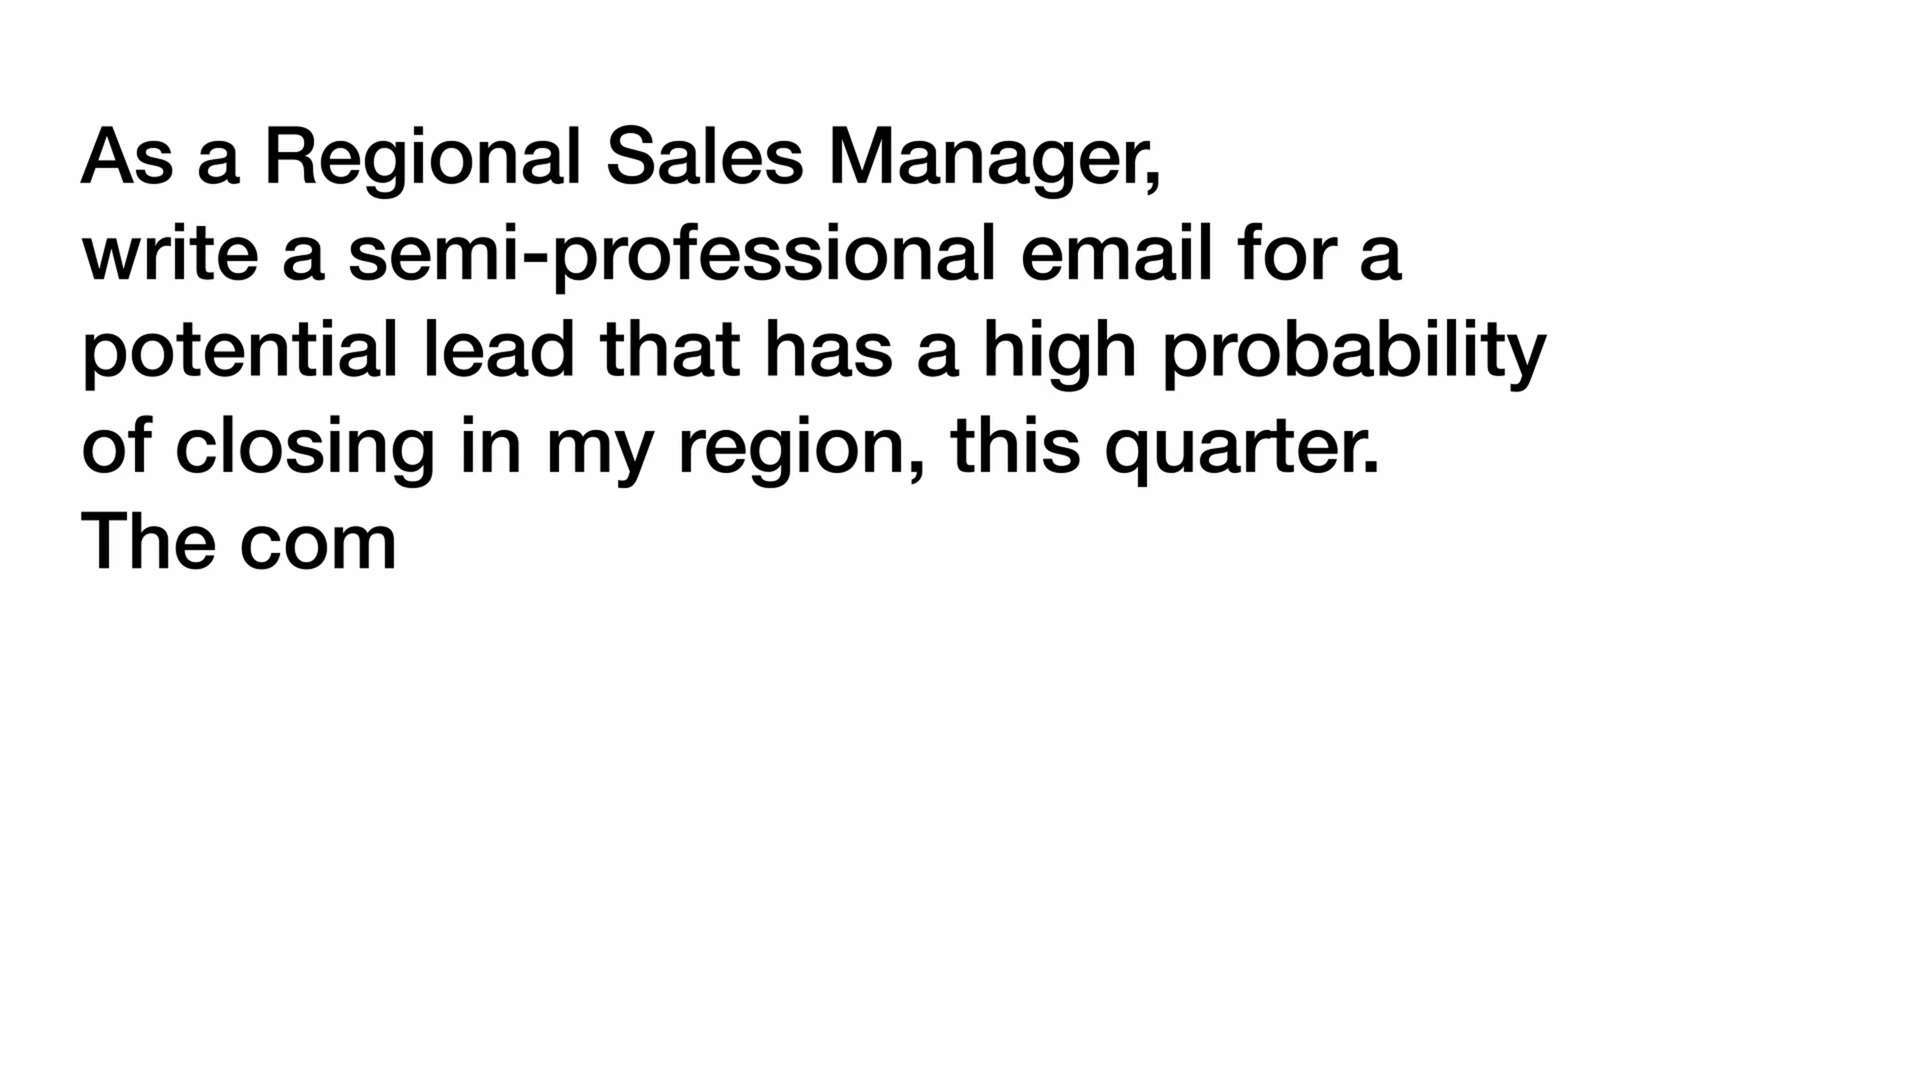 As a Regional Sales Manager,
write a semi-professional email for a
potential lead that has a high probability
of closing in my region, this quarter.
The com